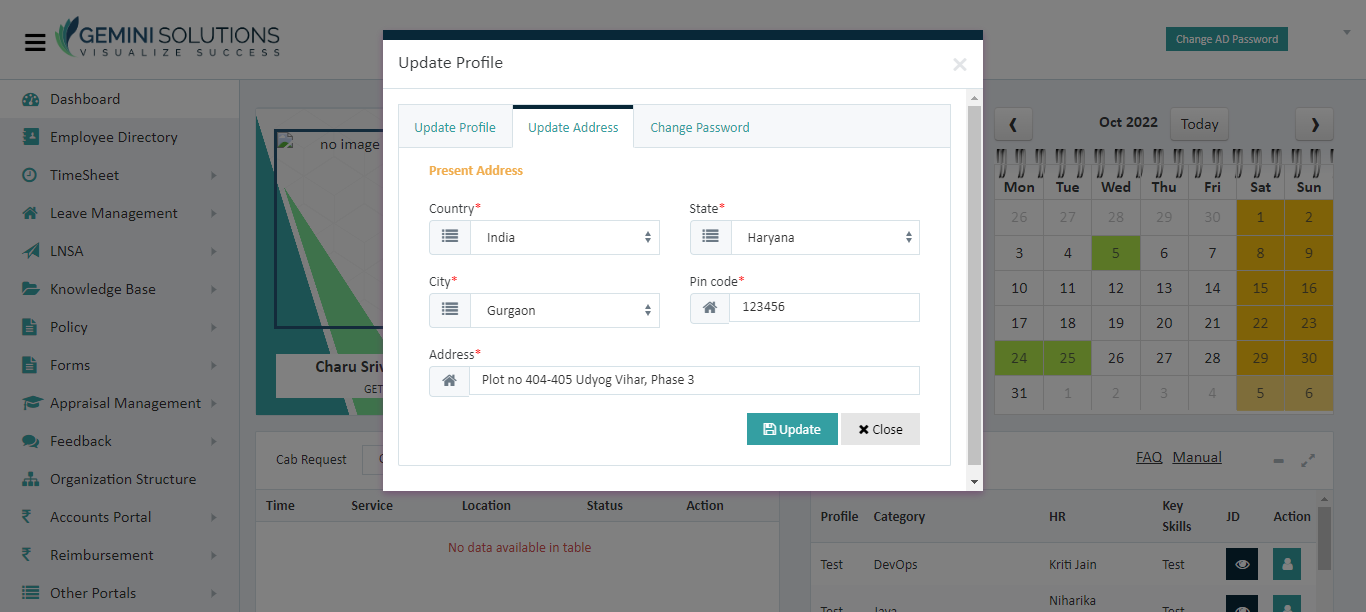 GEMINI SOLUTIONS
VISUALIZE SUCCESS
Change AD Password
Dashboard
Employee Directory
TimeSheet
Leave Management
LNSA
Knowledge Base
Policy
Forms
Appraisal Management
Feedback
Organization Structure
Accounts Portal
Reimbursement
Other Portals
no image
Charu Sriv
GET
Update Profile
×
Update Profile Update Address Change Password
Present Address
Country* State*
India Haryana
City* Pin code*
Gurgaon 123456
Address*
Plot no 404-405 Udyog Vihar, Phase 3
Update Close
Oct 2022 Today
Mon Tue Wed Thu Fri Sat Sun
26 27 28 29 30 1 2
3 4 5 6 7 8 9
10 11 12 13 14 15 16
17 18 19 20 21 22 23
24 25 26 27 28 29 30
31 1 2 3 4 5 6
Cab Request
Time Service Location Status Action
No data available in table
FAQ Manual
Profile Category HR Key Skills JD Action
Test DevOps Kriti Jain Test
Test Java Niharika Test